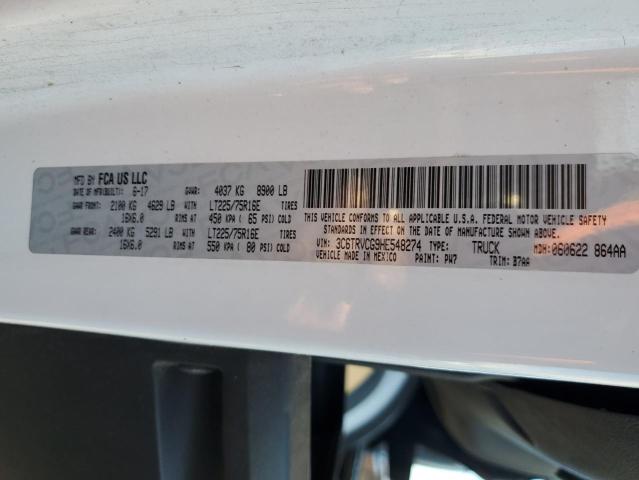 MFD BY FCA US LLC
DATE OF MFR(BUILT): 6-17 GVWR: 4037 KG 8900 LB
GAWR FRONT: 2100 KG 4629 LB WITH LT225/75R16E TIRES
16X6.0 RIMS AT 450 KPA ( 65 PSI) COLD
GAWR REAR: 2400 KG 5291 LB WITH LT225/75R16E TIRES
16X6.0 RIMS AT 550 KPA ( 80 PSI) COLD
THIS VEHICLE CONFORMS TO ALL APPLICABLE U.S.A. FEDERAL MOTOR VEHICLE SAFETY
STANDARDS IN EFFECT ON THE DATE OF MANUFACTURE SHOWN ABOVE.
VIN: 3C6TRVCG9HE548274 TYPE: TRUCK MDH: 060622 864AA
VEHICLE MADE IN MEXICO PAINT: PW7 TRIM: B7AA